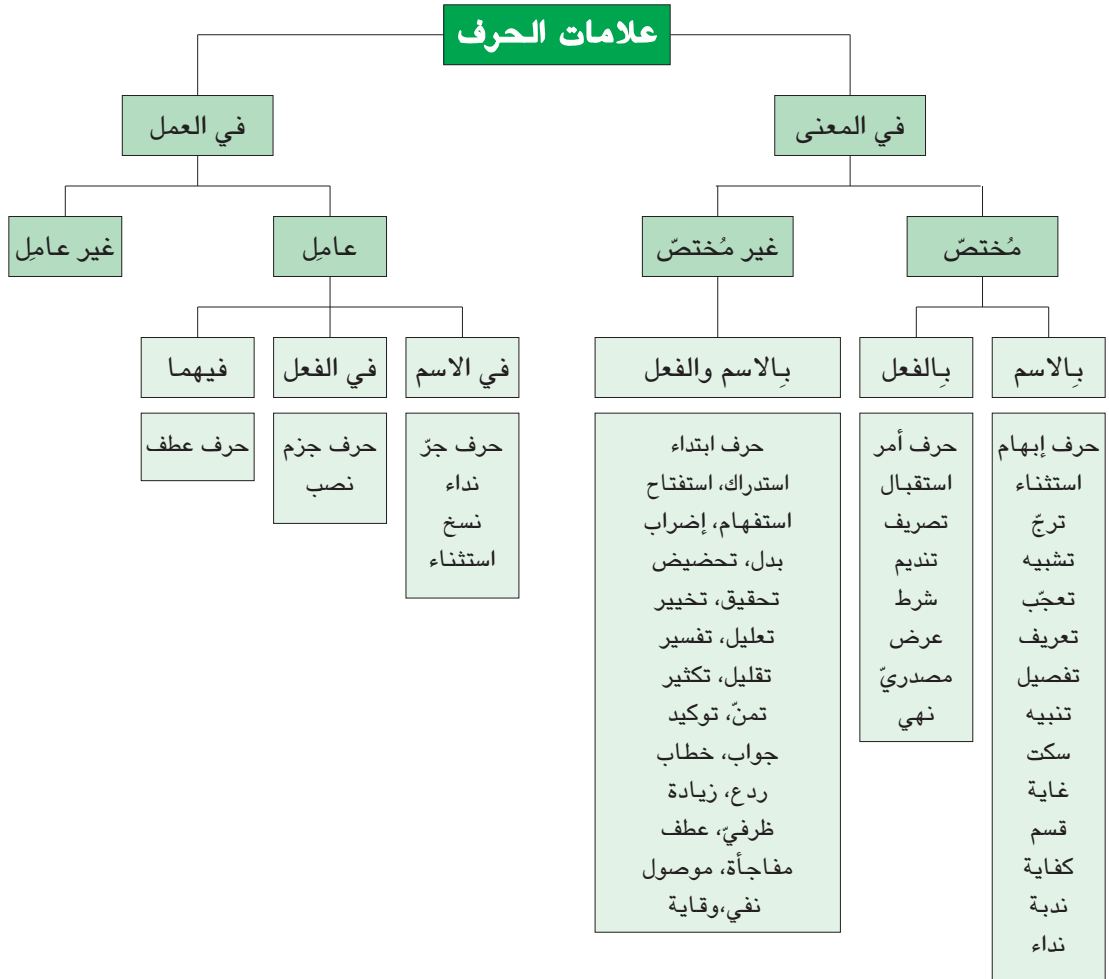 علامات الحرف
في المعنى
في العمل
مُختصّ
غير مُختصّ
عامِل
غير عامِل
بِالاسم
بِالفعل
بِالاسم والفعل
في الاسم
في الفعل
فيهما
حرف إبهام
استثناء
ترجّ
تشبيه
تعجّب
تعريف
تفصيل
تنبيه
سكت
غاية
قسم
كفاية
ندبة
نداء
حرف أمر
استقبال
تصريف
تنديم
شرط
عرض
مصدريّ
نهي
حرف ابتداء
استدراك، استفتاح
استفهام، إضراب
بدل، تحضيض
تحقيق، تخيير
تعليل، تفسير
تقليل، تكثير
تمنّ، توكيد
جواب، خطاب
ردع، زيادة
ظرفيّ، عطف
مفاجأة، موصول
نفي،وقاية
حرف جرّ
نداء
نسخ
استثناء
حرف جزم
نصب
حرف عطف